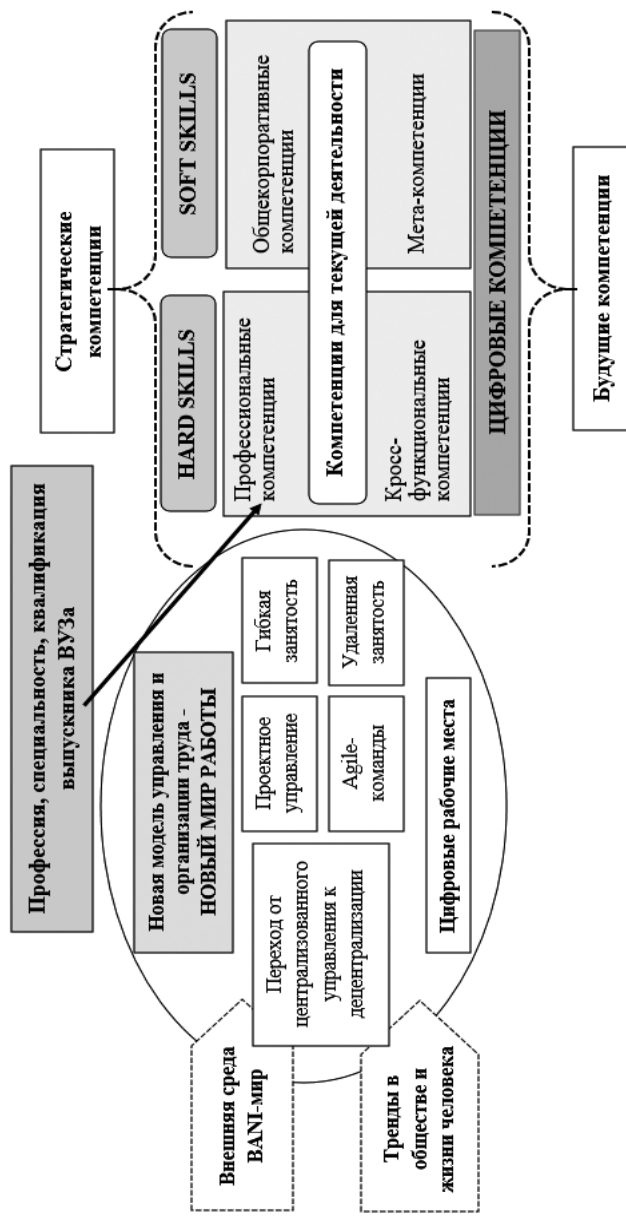 Внешняя среда
BANI-мир
Тренды в
обществе и
жизни человека
Профессия, специальность, квалификация
выпускника ВУЗа
Новая модель управления и
организации труда –
НОВЫЙ МИР РАБОТЫ
Переход от
централизованного
управления к
децентрализации
Проектное
управление
Гибкая
занятость
Agile-
команды
Удаленная
занятость
Цифровые рабочие места
Стратегические
компетенции
HARD SKILLS
SOFT SKILLS
Профессиональные
компетенции
Общекорпоративные
компетенции
Компетенции для текущей деятельности
Кросс-
функциональные
компетенции
Мета-компетенции
ЦИФРОВЫЕ КОМПЕТЕНЦИИ
Будущие компетенции